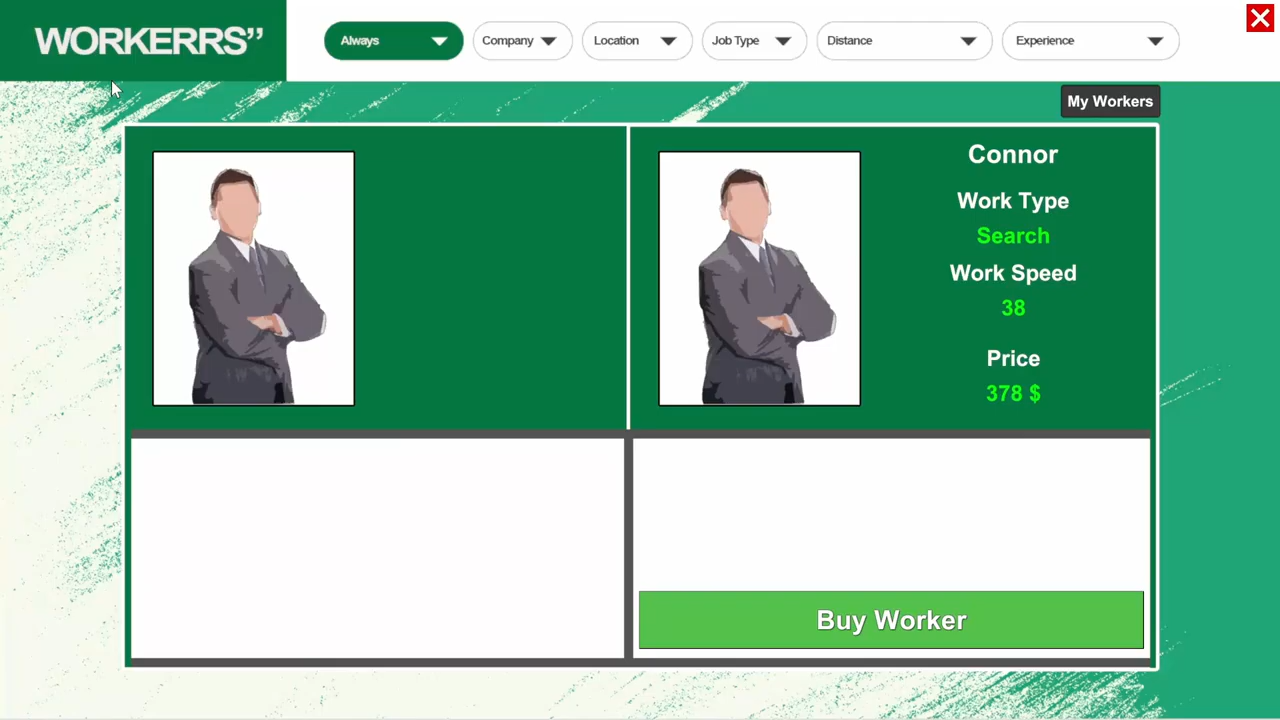 WORKERRS”
Always
Company
Location
Job Type
Distance
Experience
My Workers
Connor
Work Type
Search
Work Speed
38
Price
378 $
Buy Worker